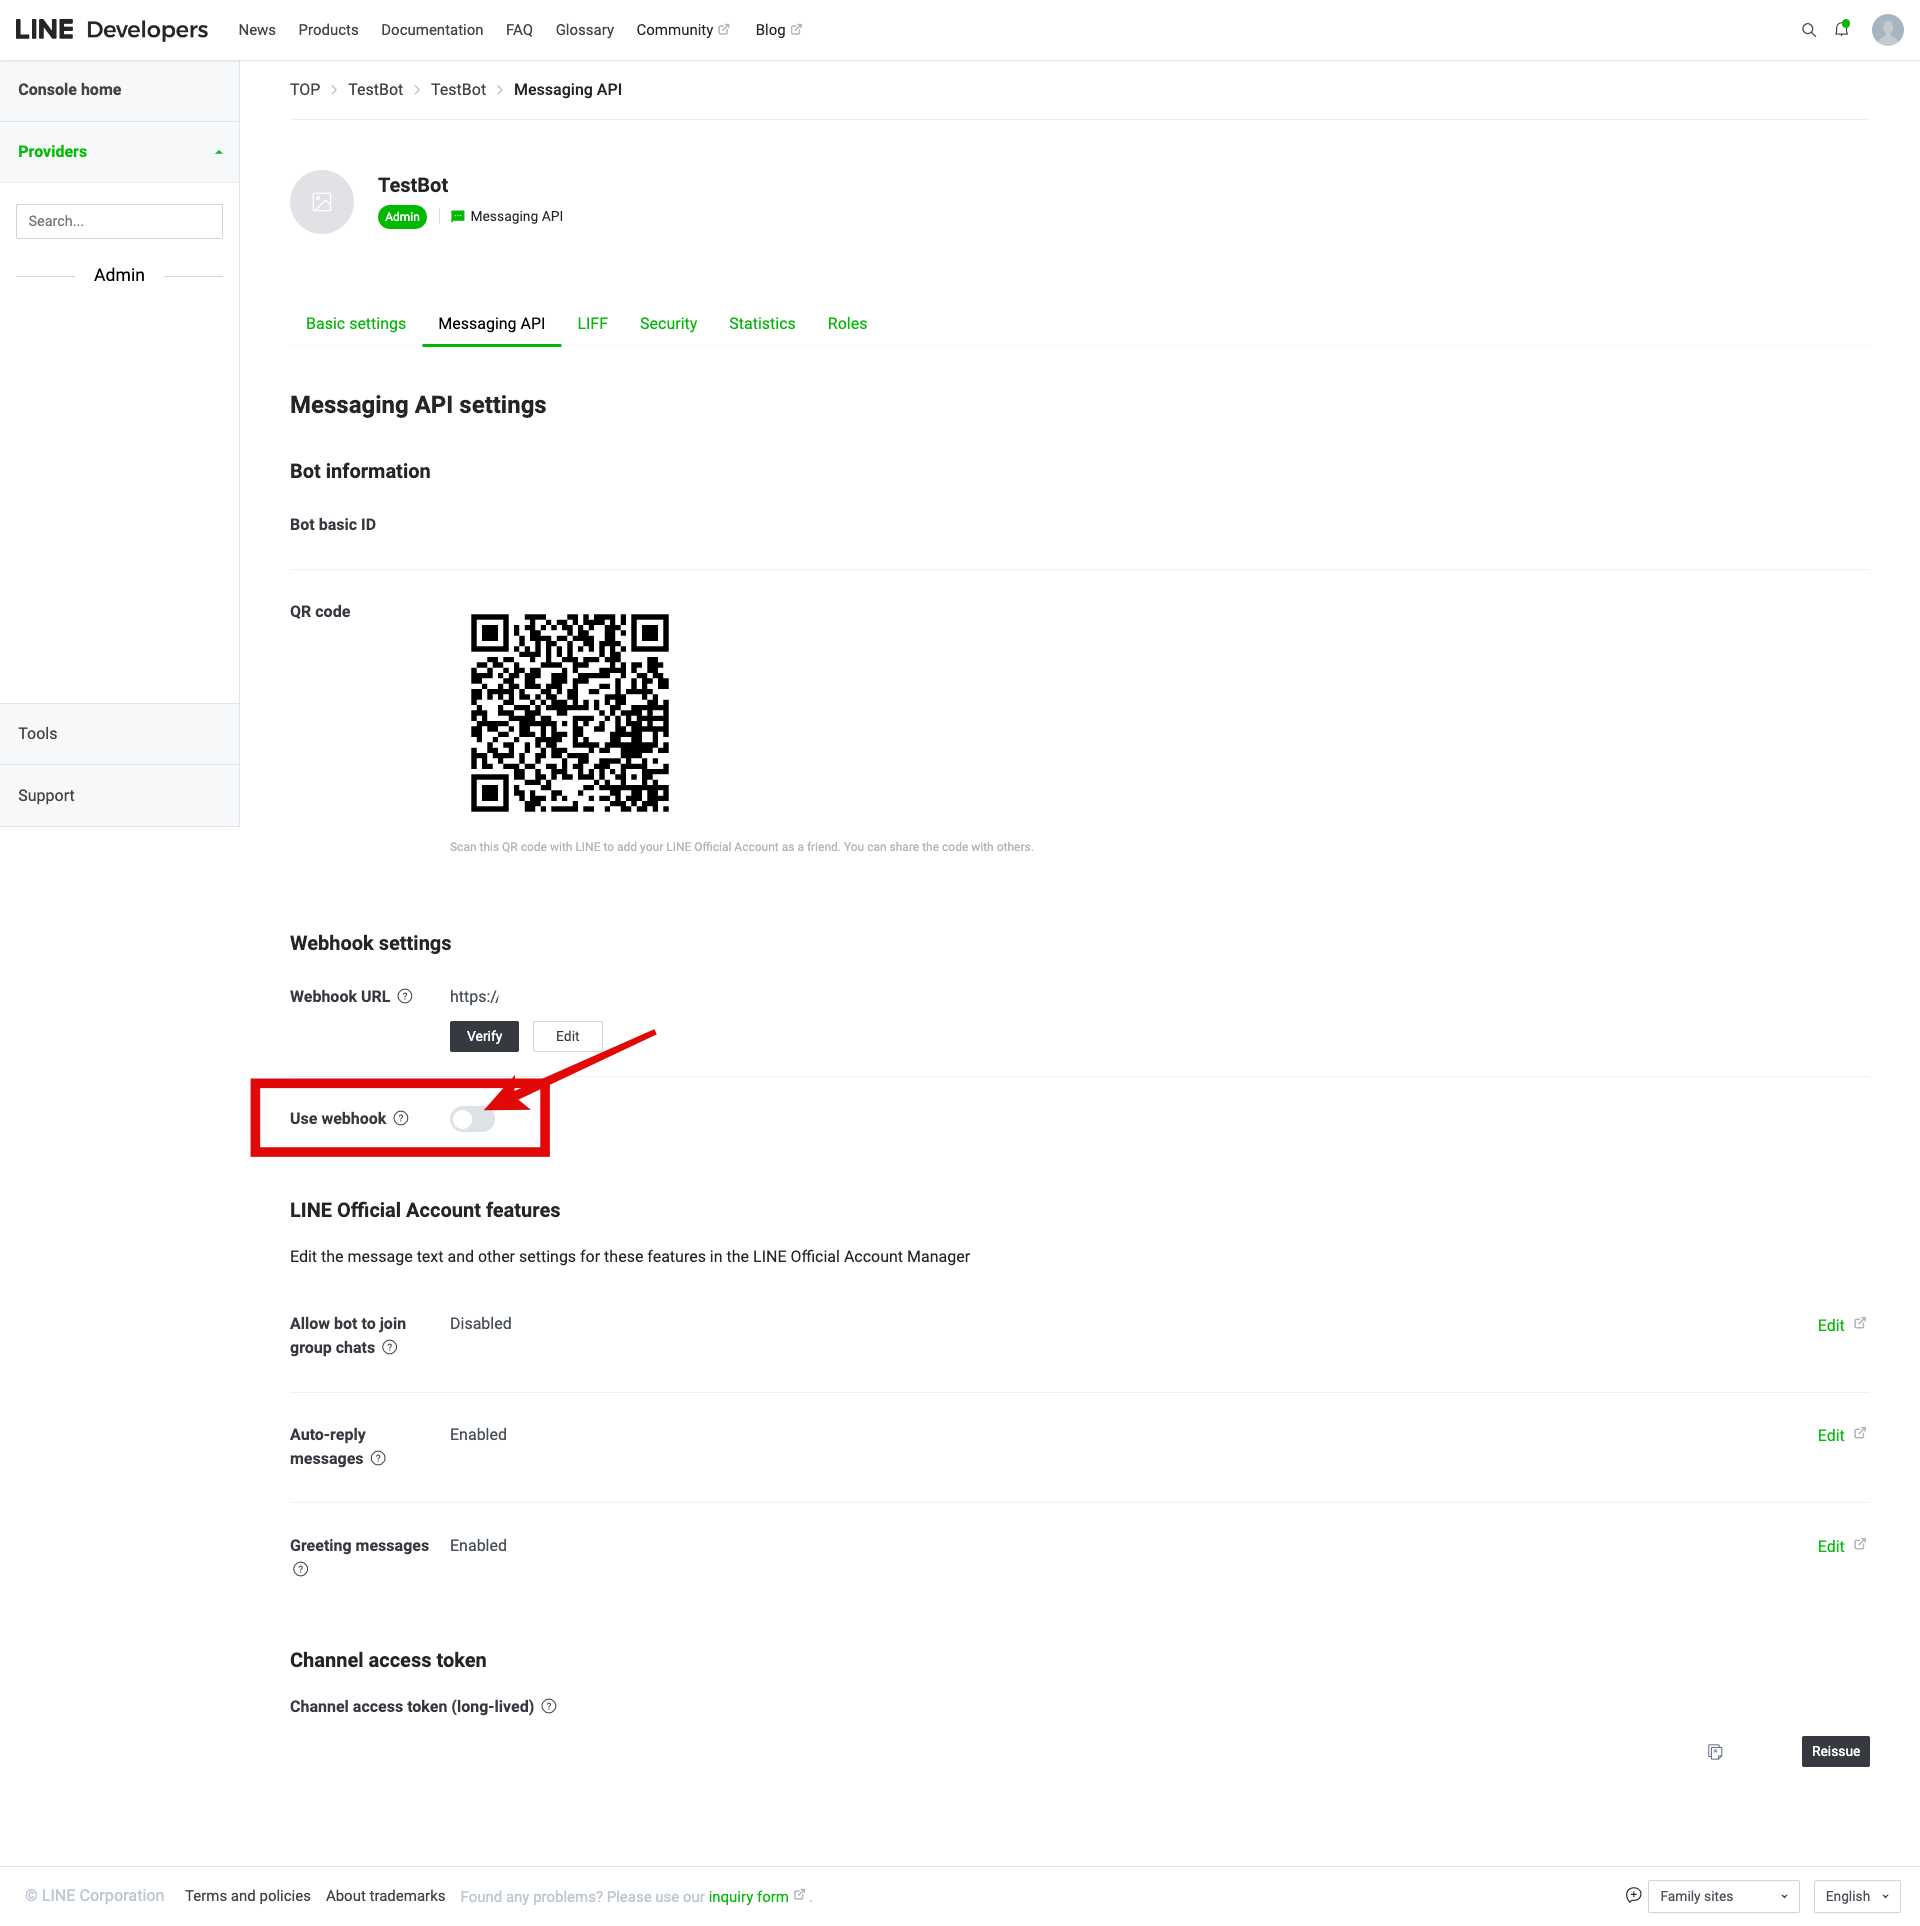 LINE Developers News Products Documentation FAQ Glossary Community Blog
Console home
Providers
Search...
Admin
Tools
Support
TOP > TestBot > TestBot > Messaging API
TestBot
Admin Messaging API
Basic settings Messaging API LIFF Security Statistics Roles
Messaging API settings
Bot information
Bot basic ID
QR code
Scan this QR code with LINE to add your LINE Official Account as a friend. You can share the code with others.
Webhook settings
Webhook URL ? https://
Verify Edit
Use webhook ?
LINE Official Account features
Edit the message text and other settings for these features in the LINE Official Account Manager
Allow bot to join Disabled Edit
group chats ?
Auto-reply Enabled Edit
messages ?
Greeting messages Enabled Edit
?
Channel access token
Channel access token (long-lived) ?
Reissue
© LINE Corporation Terms and policies About trademarks Found any problems? Please use our inquiry form . Family sites English